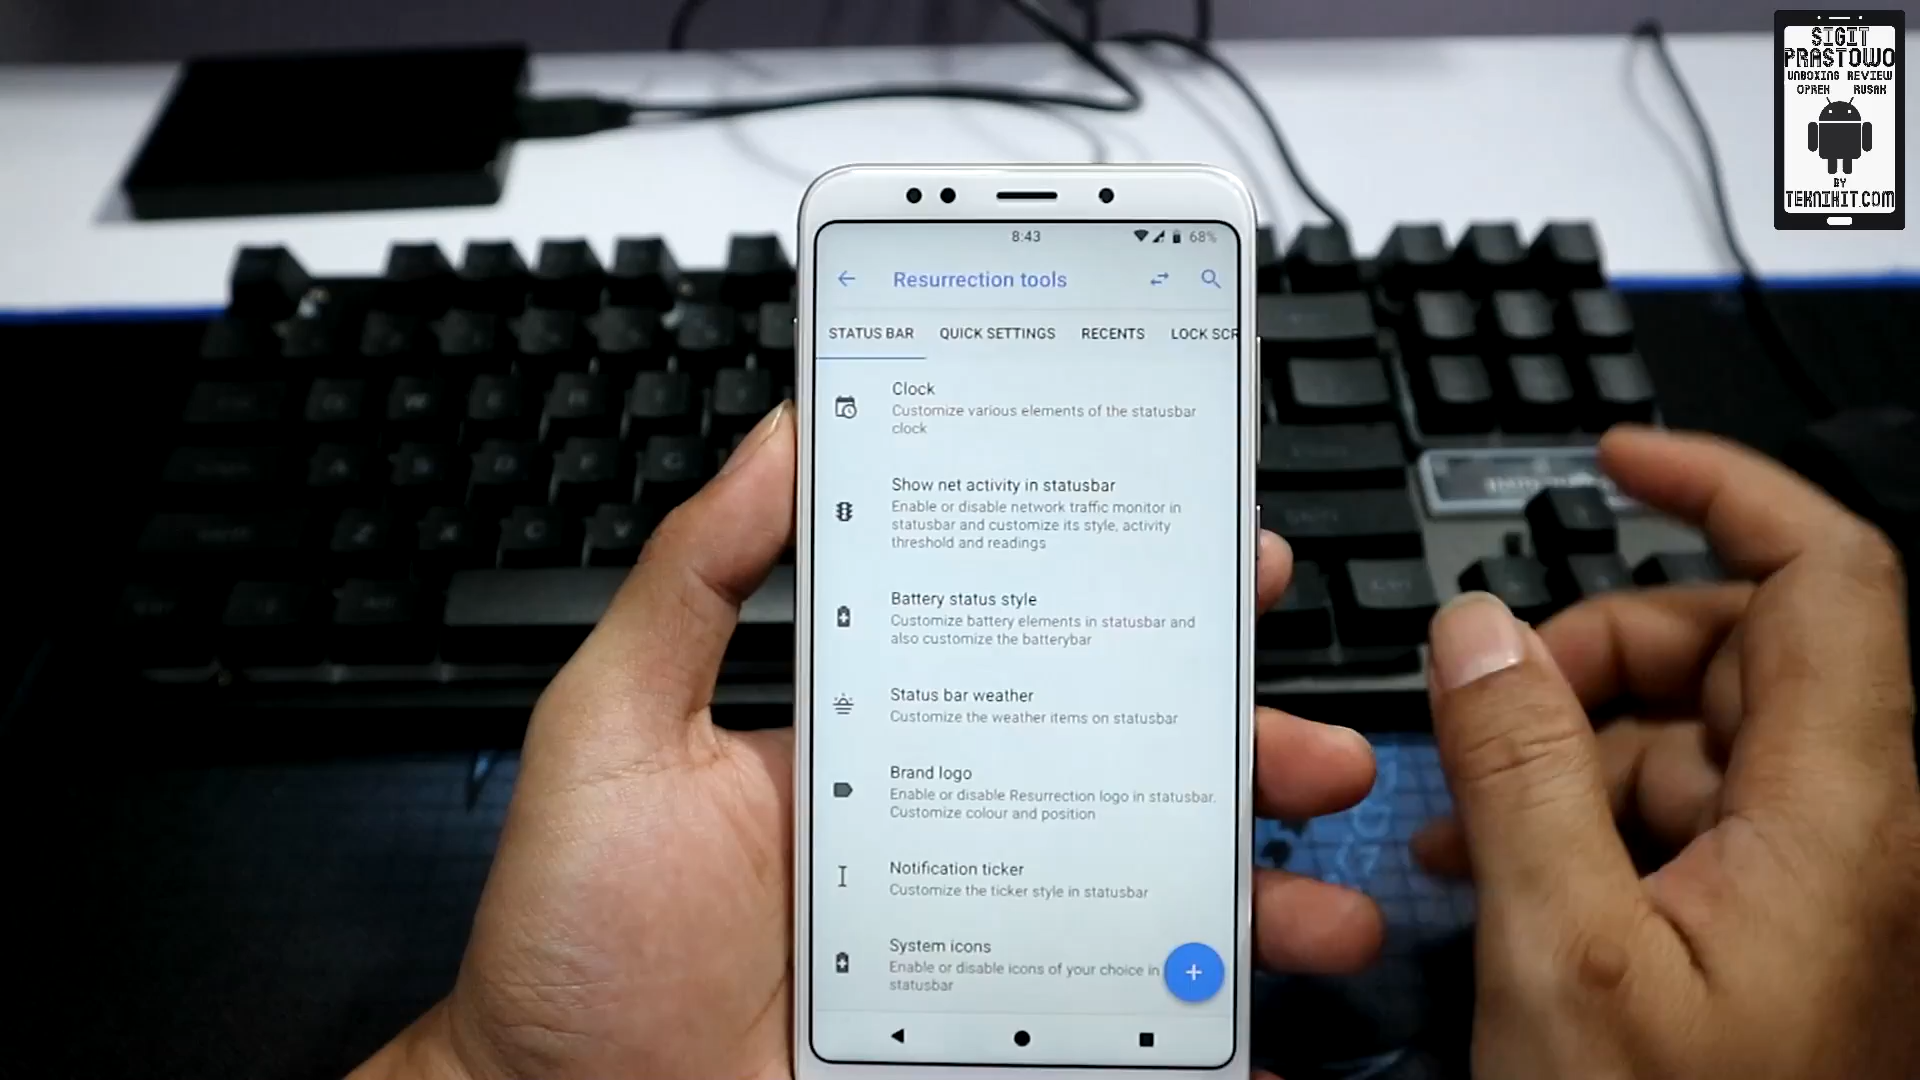 SIGIT
PRASTOWO
UNBOXING REVIEW
OPREK RUSAK
BY
TEKNIKIT.COM
8:43
68%
Resurrection tools
STATUS BAR QUICK SETTINGS RECENTS LOCK SCR
Clock
Customize various elements of the statusbar
clock
Show net activity in statusbar
Enable or disable network traffic monitor in
statusbar and customize its style, activity
threshold and readings
Battery status style
Customize battery elements in statusbar and
also customize the batterybar
Status bar weather
Customize the weather items on statusbar
Brand logo
Enable or disable Resurrection logo in statusbar.
Customize colour and position
Notification ticker
Customize the ticker style in statusbar
System icons
Enable or disable icons of your choice in
statusbar
Q W E R
A S D F G
Z X C V